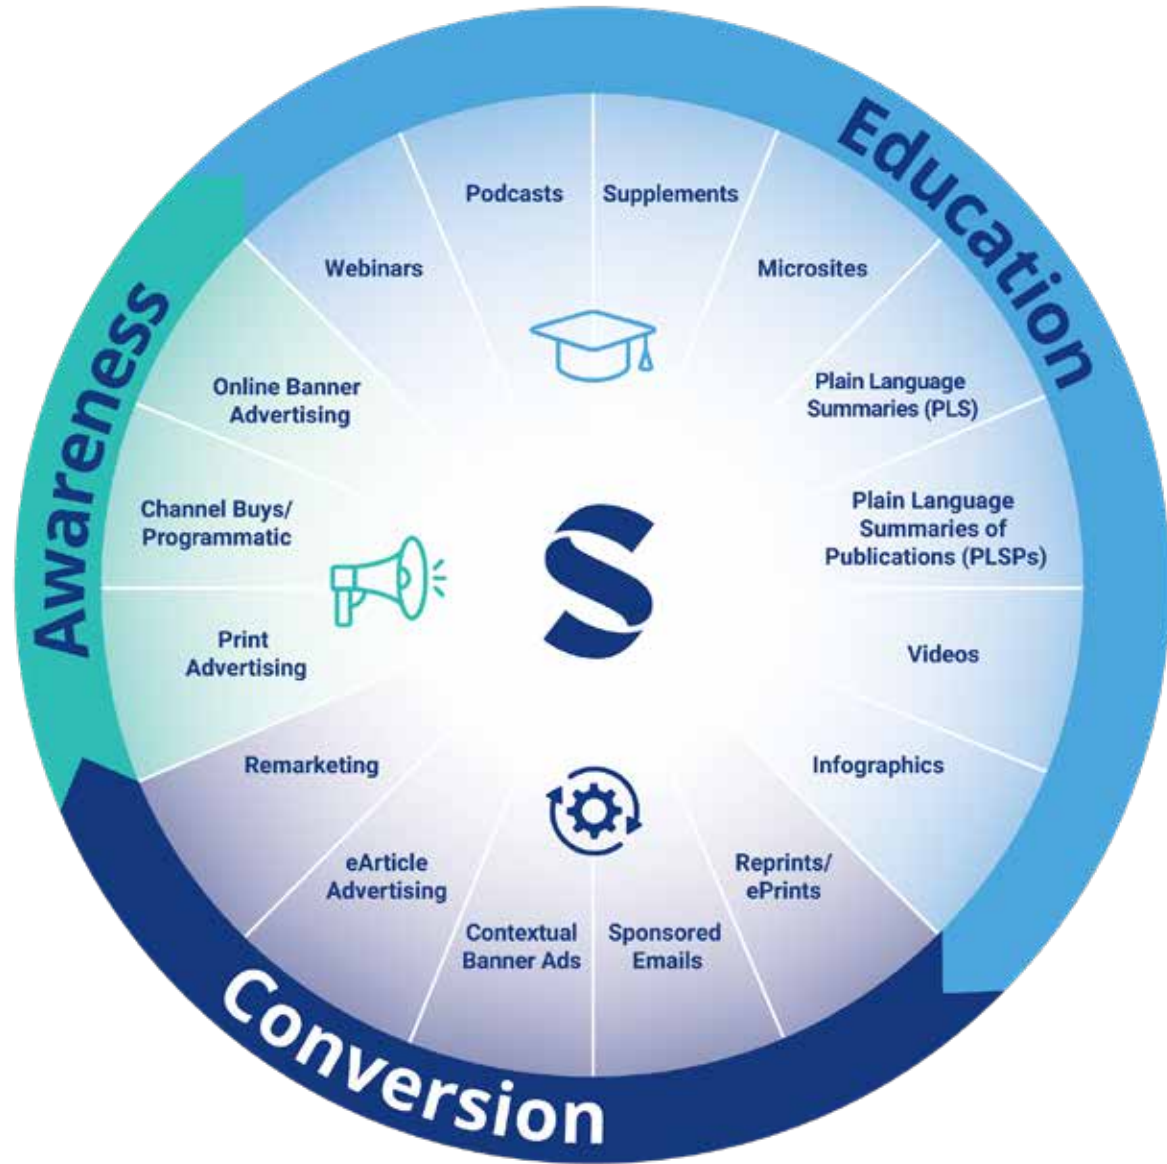 Education
Podcasts
Supplements
Webinars
Microsites
Plain Language
Summaries (PLS)
Plain Language
Summaries of
Publications (PLSPs)
Videos
Infographics
Conversion
Reprints/
ePrints
Sponsored
Emails
Contextual
Banner Ads
eArticle
Advertising
Remarketing
Awareness
Print
Advertising
Channel Buys/
Programmatic
Online Banner
Advertising
S